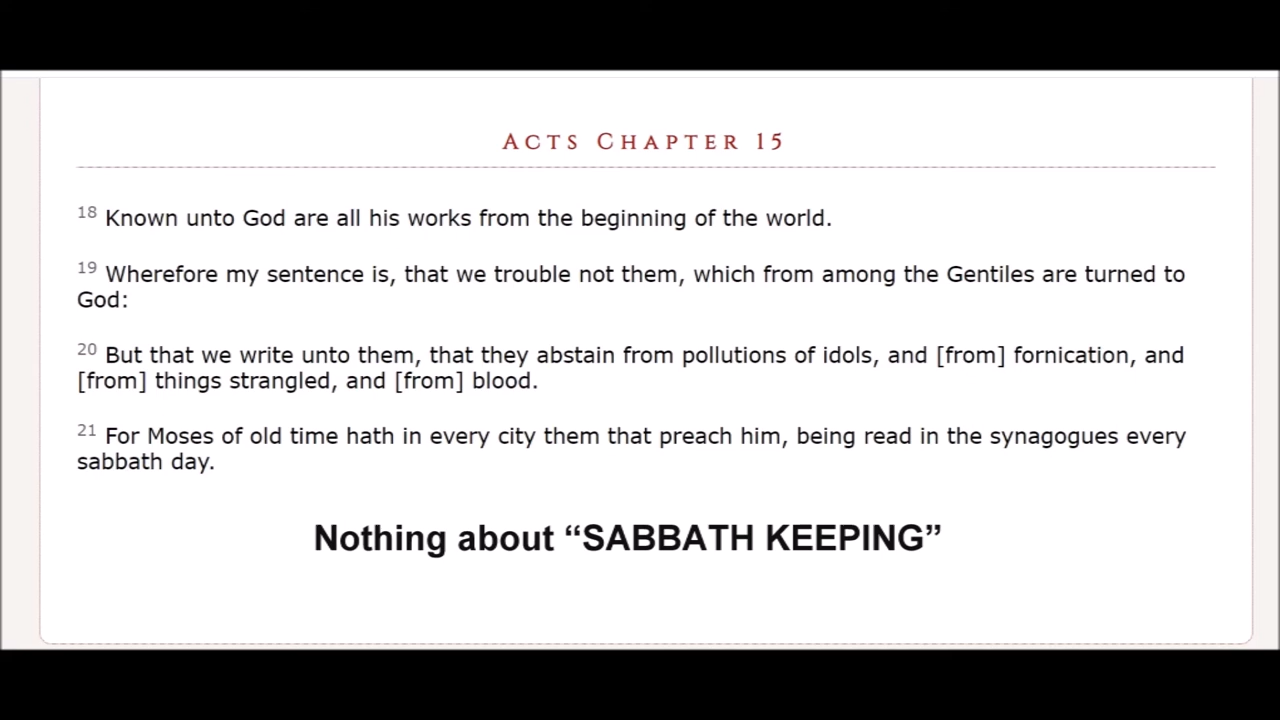 Acts Chapter 15
18 Known unto God are all his works from the beginning of the world.
19 Wherefore my sentence is, that we trouble not them, which from among the Gentiles are turned to
God:
20 But that we write unto them, that they abstain from pollutions of idols, and [from] fornication, and
[from] things strangled, and [from] blood.
21 For Moses of old time hath in every city them that preach him, being read in the synagogues every
sabbath day.
Nothing about “SABBATH KEEPING”